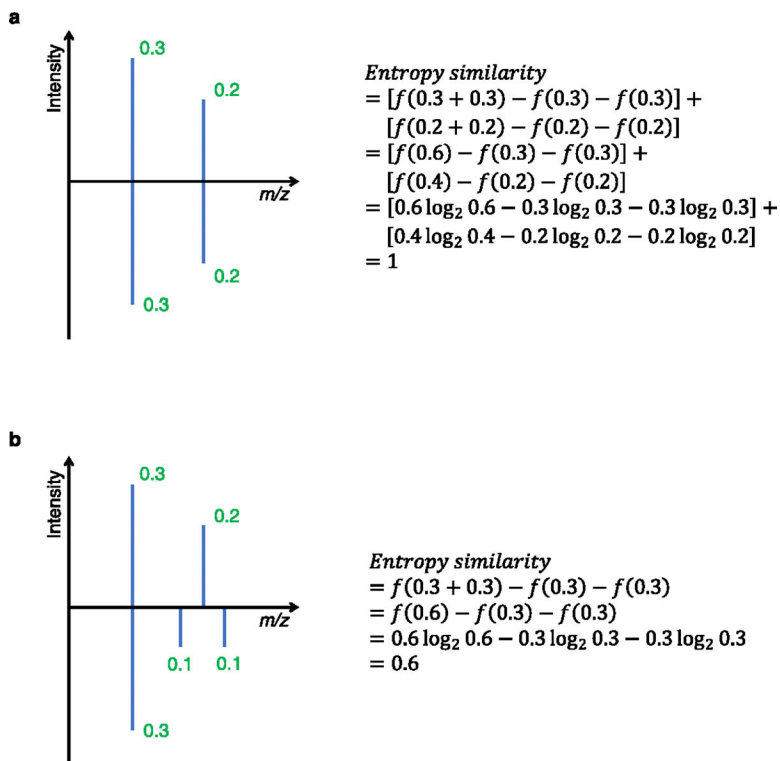 a
Intensity
0.3
0.2
m/z
0.2
0.3
Entropy similarity
= [f(0.3 + 0.3) − f(0.3) − f(0.3)] +
[f(0.2 + 0.2) − f(0.2) − f(0.2)]
= [f(0.6) − f(0.3) − f(0.3)] +
[f(0.4) − f(0.2) − f(0.2)]
= [0.6 log₂ 0.6 − 0.3 log₂ 0.3 − 0.3 log₂ 0.3] +
[0.4 log₂ 0.4 − 0.2 log₂ 0.2 − 0.2 log₂ 0.2]
= 1
b
Intensity
0.3
0.2
m/z
0.1
0.1
0.3
Entropy similarity
= f(0.3 + 0.3) − f(0.3) − f(0.3)
= f(0.6) − f(0.3) − f(0.3)
= 0.6 log₂ 0.6 − 0.3 log₂ 0.3 − 0.3 log₂ 0.3
= 0.6